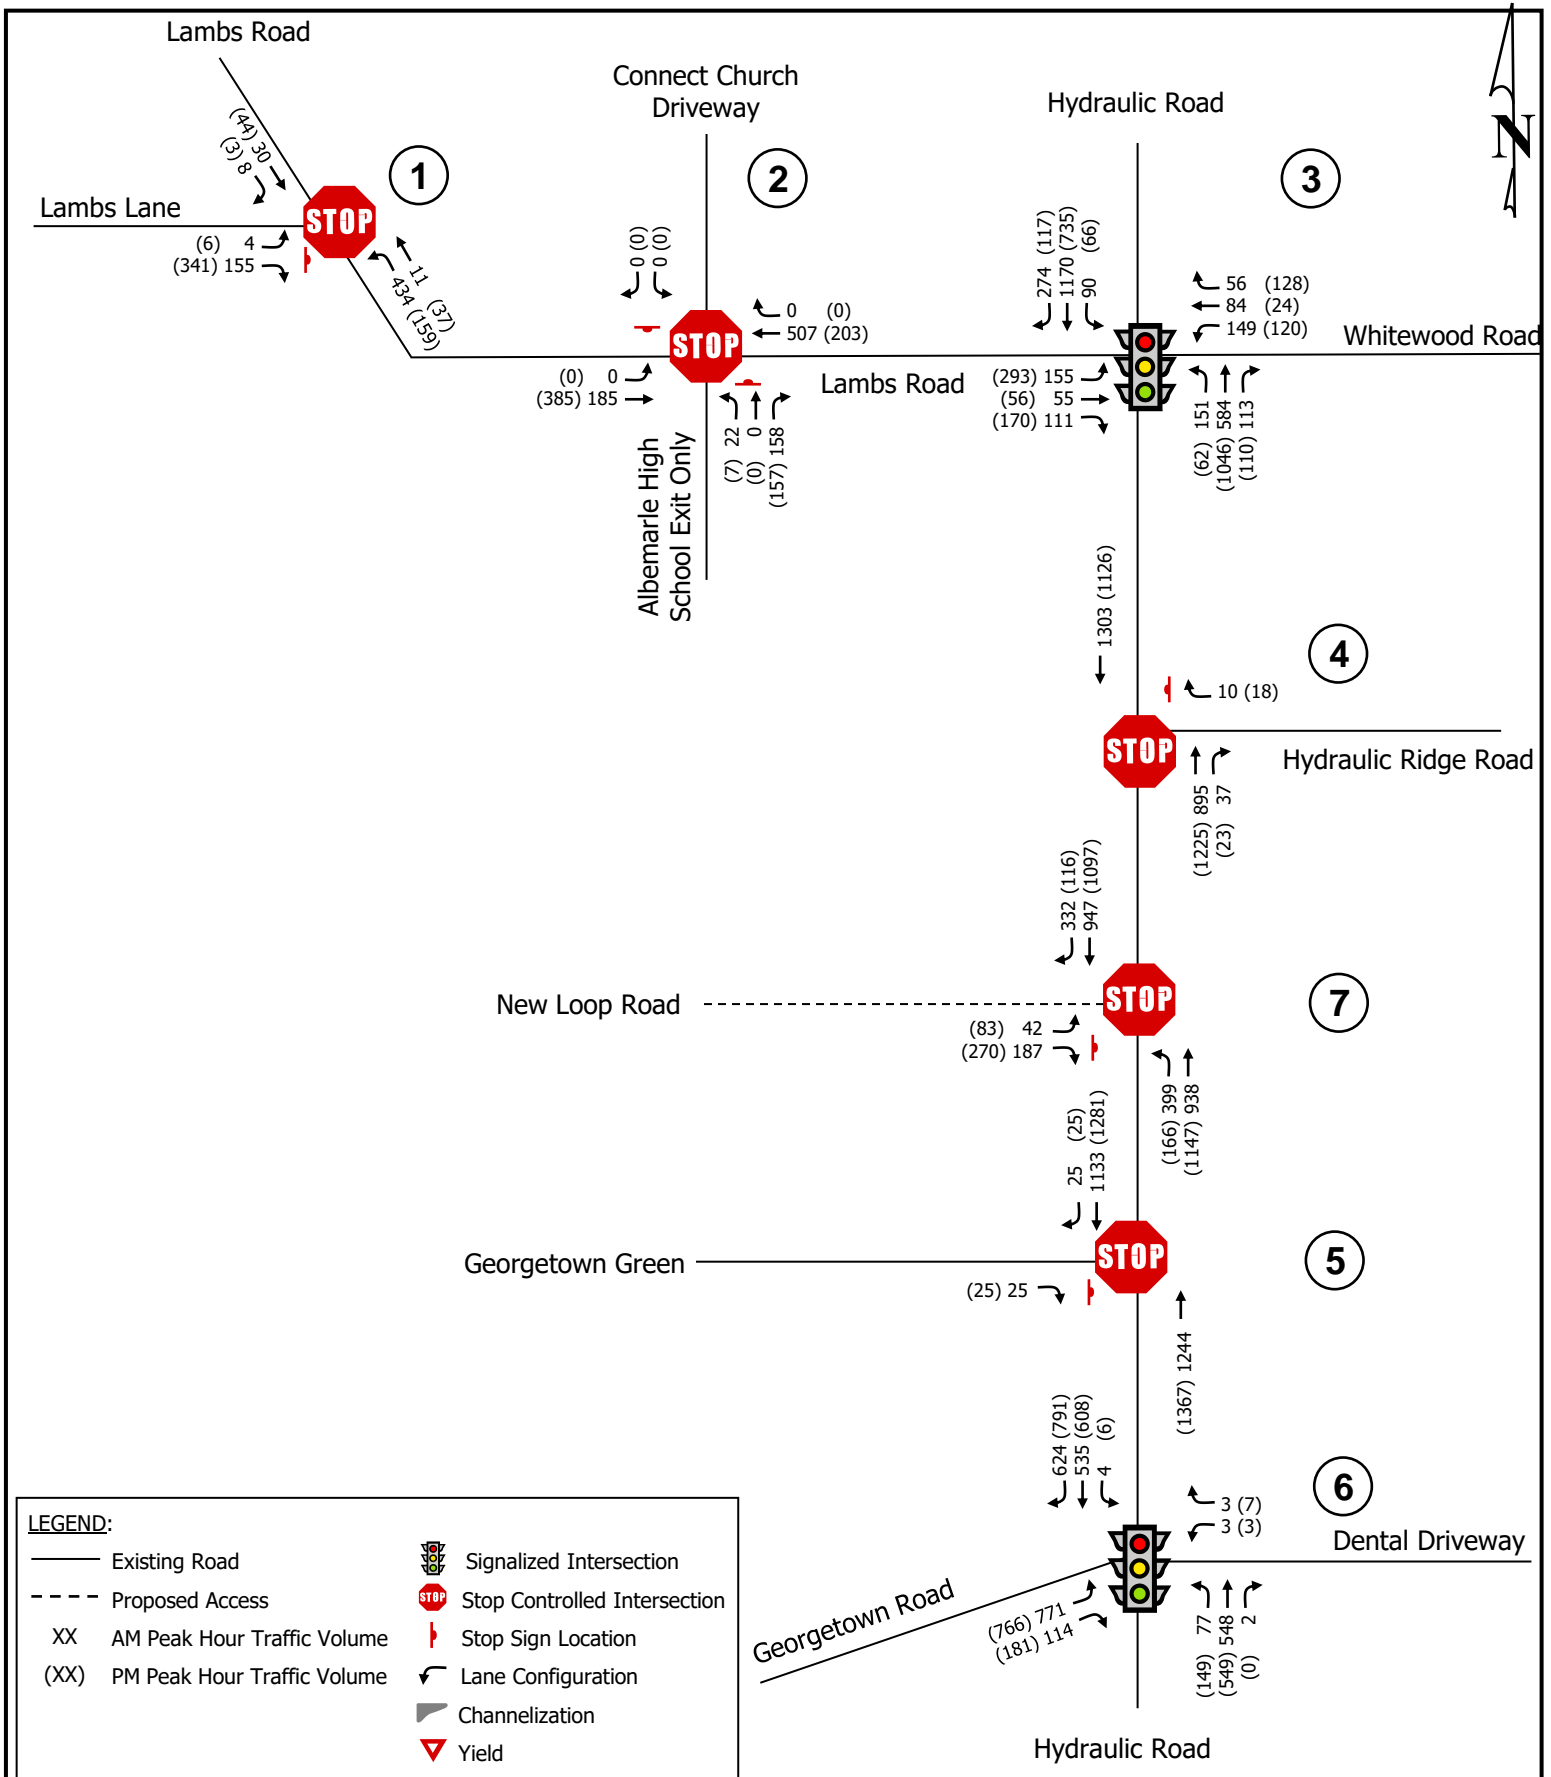 Lambs Road
Connect Church
Driveway
Hydraulic Road
N
1
2
3
(44) 30
(3) 8
Lambs Lane
STOP
(6) 4
(341) 155
11 (37)
434 (159)
0 (0)
0 (0)
0 (0)
507 (203)
STOP
(0) 0
(385) 185
Lambs Road
(7) 22
(0) 0
(157) 158
Albemarle High
School Exit Only
274 (117)
1170 (735)
90 (66)
56 (128)
84 (24)
149 (120)
Whitewood Road
(293) 155
(56) 55
(170) 111
(62) 151
(1046) 584
(110) 113
1303 (1126)
4
10 (18)
STOP
Hydraulic Ridge Road
(1225) 895
(23) 37
332 (116)
947 (1097)
New Loop Road
STOP
7
(83) 42
(270) 187
(166) 399
(1147) 938
25 (25)
1133 (1281)
Georgetown Green
STOP
5
(25) 25
(1367) 1244
624 (791)
535 (608)
4 (6)
6
3 (7)
3 (3)
Dental Driveway
Georgetown Road
(766) 771
(181) 114
(149) 77
(549) 548
(0) 2
Hydraulic Road
LEGEND:
Existing Road
Signalized Intersection
Proposed Access
STOP
Stop Controlled Intersection
XX AM Peak Hour Traffic Volume
Stop Sign Location
(XX) PM Peak Hour Traffic Volume
Lane Configuration
Channelization
Yield